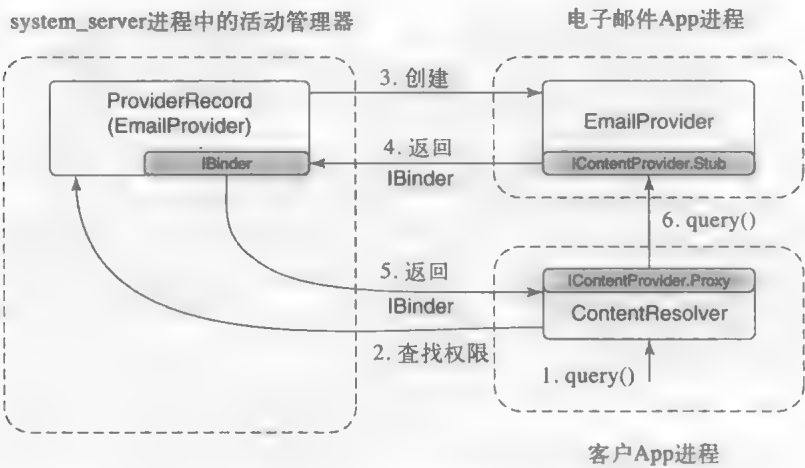 system_server进程中的活动管理器
电子邮件App进程
ProviderRecord
(EmailProvider)
IBinder
3. 创建
EmailProvider
IContentProvider.Stub
4. 返回
IBinder
6. query()
5. 返回
IBinder
IContentProvider.Proxy
ContentResolver
2. 查找权限
1. query()
客户App进程